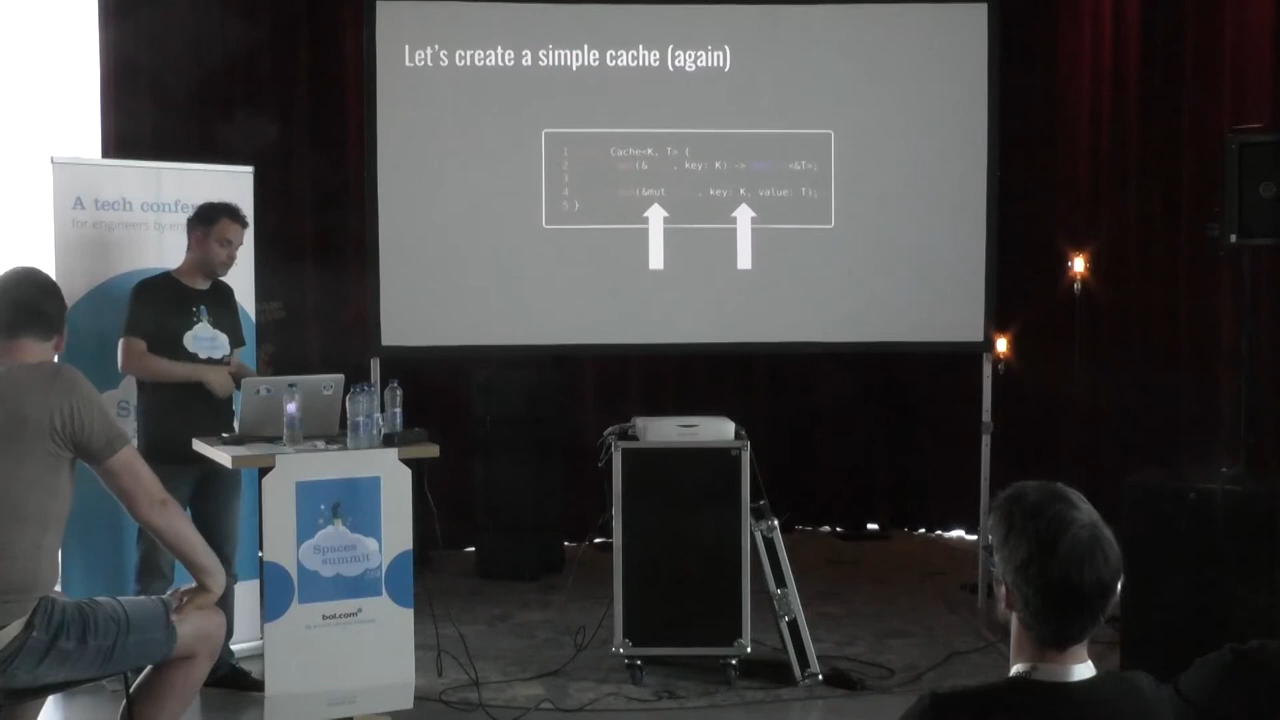 Let's create a simple cache (again)
1 Cache<K, T> {
2 (& , key: K) -> <&T>;
3
4 (&mut , key: K, value: T);
5 }
A tech confer
for engineers by en
Spaces
summit
bol.com